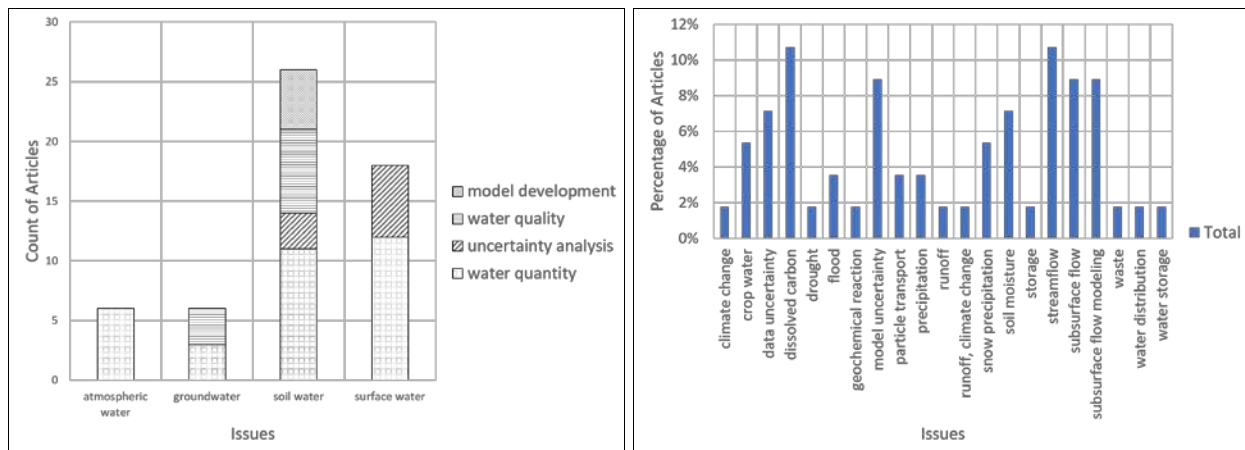 30
25
20
15
10
5
0
Count of Articles
atmospheric
water
groundwater
soil water
surface water
Issues
model development
water quality
uncertainty analysis
water quantity
12%
10%
8%
6%
4%
2%
0%
Percentage of Articles
climate change
crop water
data uncertainty
dissolved carbon
drought
flood
geochemical reaction
model uncertainty
particle transport
precipitation
runoff
runoff, climate change
snow precipitation
soil moisture
storage
streamflow
subsurface flow
subsurface flow modeling
waste
water distribution
water storage
Issues
Total